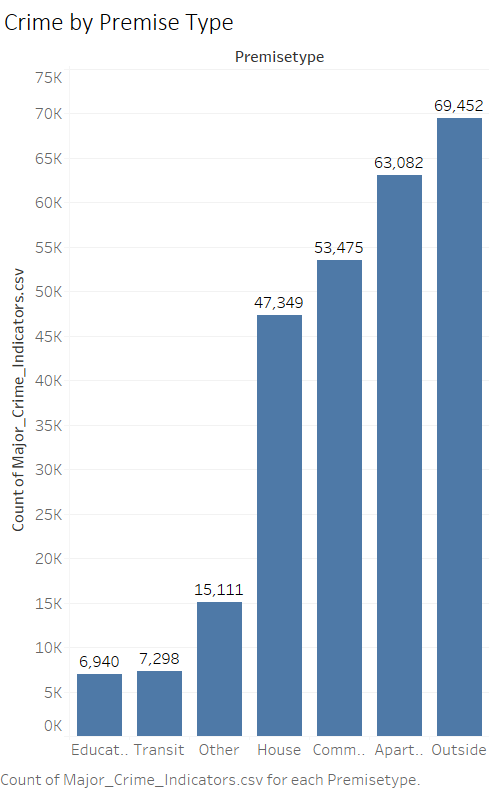 Crime by Premise Type
Premisetype
75K
70K
65K
60K
55K
50K
45K
40K
35K
30K
25K
20K
15K
10K
5K
0K
Count of Major_Crime_Indicators.csv
6,940
7,298
15,111
47,349
53,475
63,082
69,452
Educat.. Transit Other House Comm.. Apart.. Outside
Count of Major_Crime_Indicators.csv for each Premisetype.